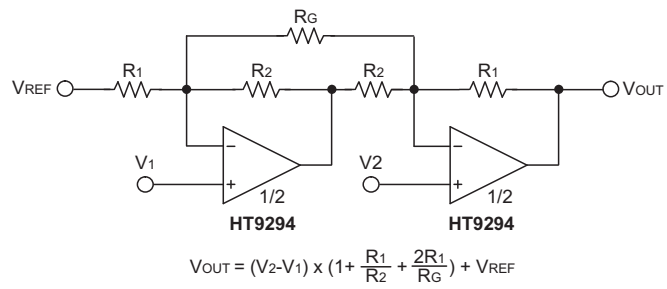 RG
R1 R2 R2 R1
VREF VOUT
V1 − + V2 − +
1/2 1/2
HT9294 HT9294
VOUT = (V2-V1) x (1+ R1/R2 + 2R1/RG) + VREF